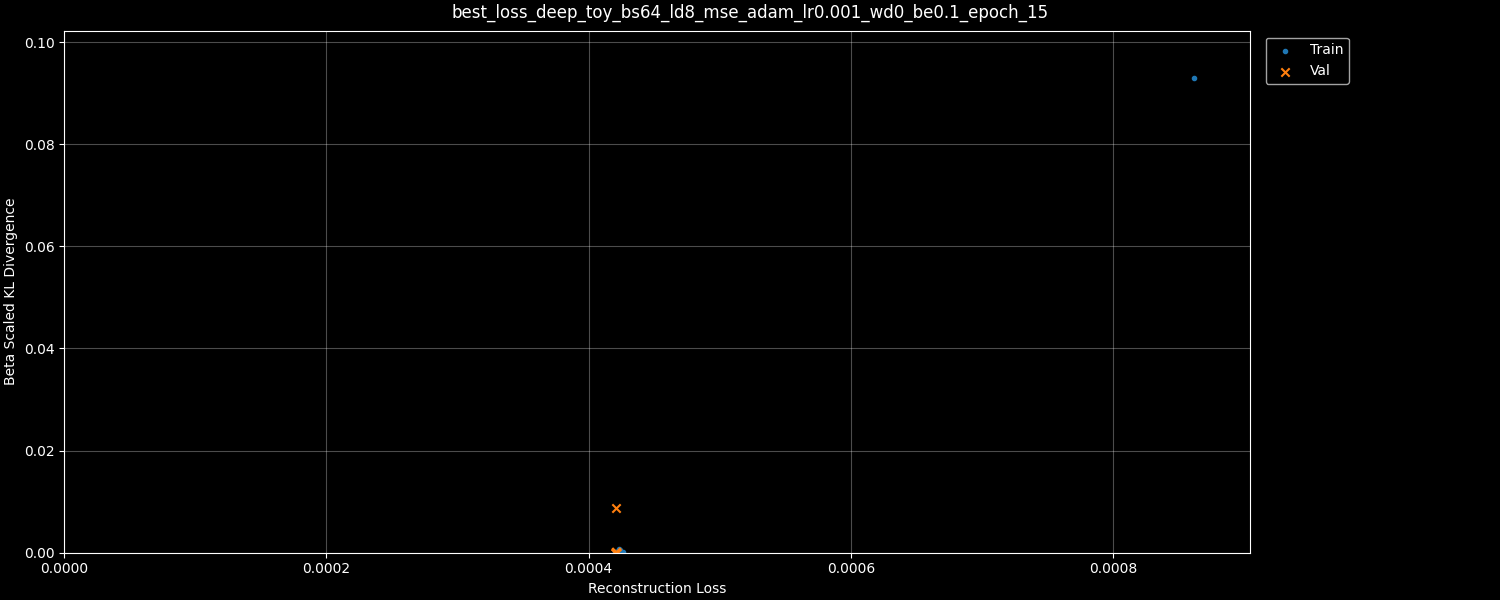 best_loss_deep_toy_bs64_ld8_mse_adam_lr0.001_wd0_be0.1_epoch_15
Train
Val
0.10
0.08
0.06
0.04
0.02
0.00
Beta Scaled KL Divergence
0.0000
0.0002
0.0004
0.0006
0.0008
Reconstruction Loss